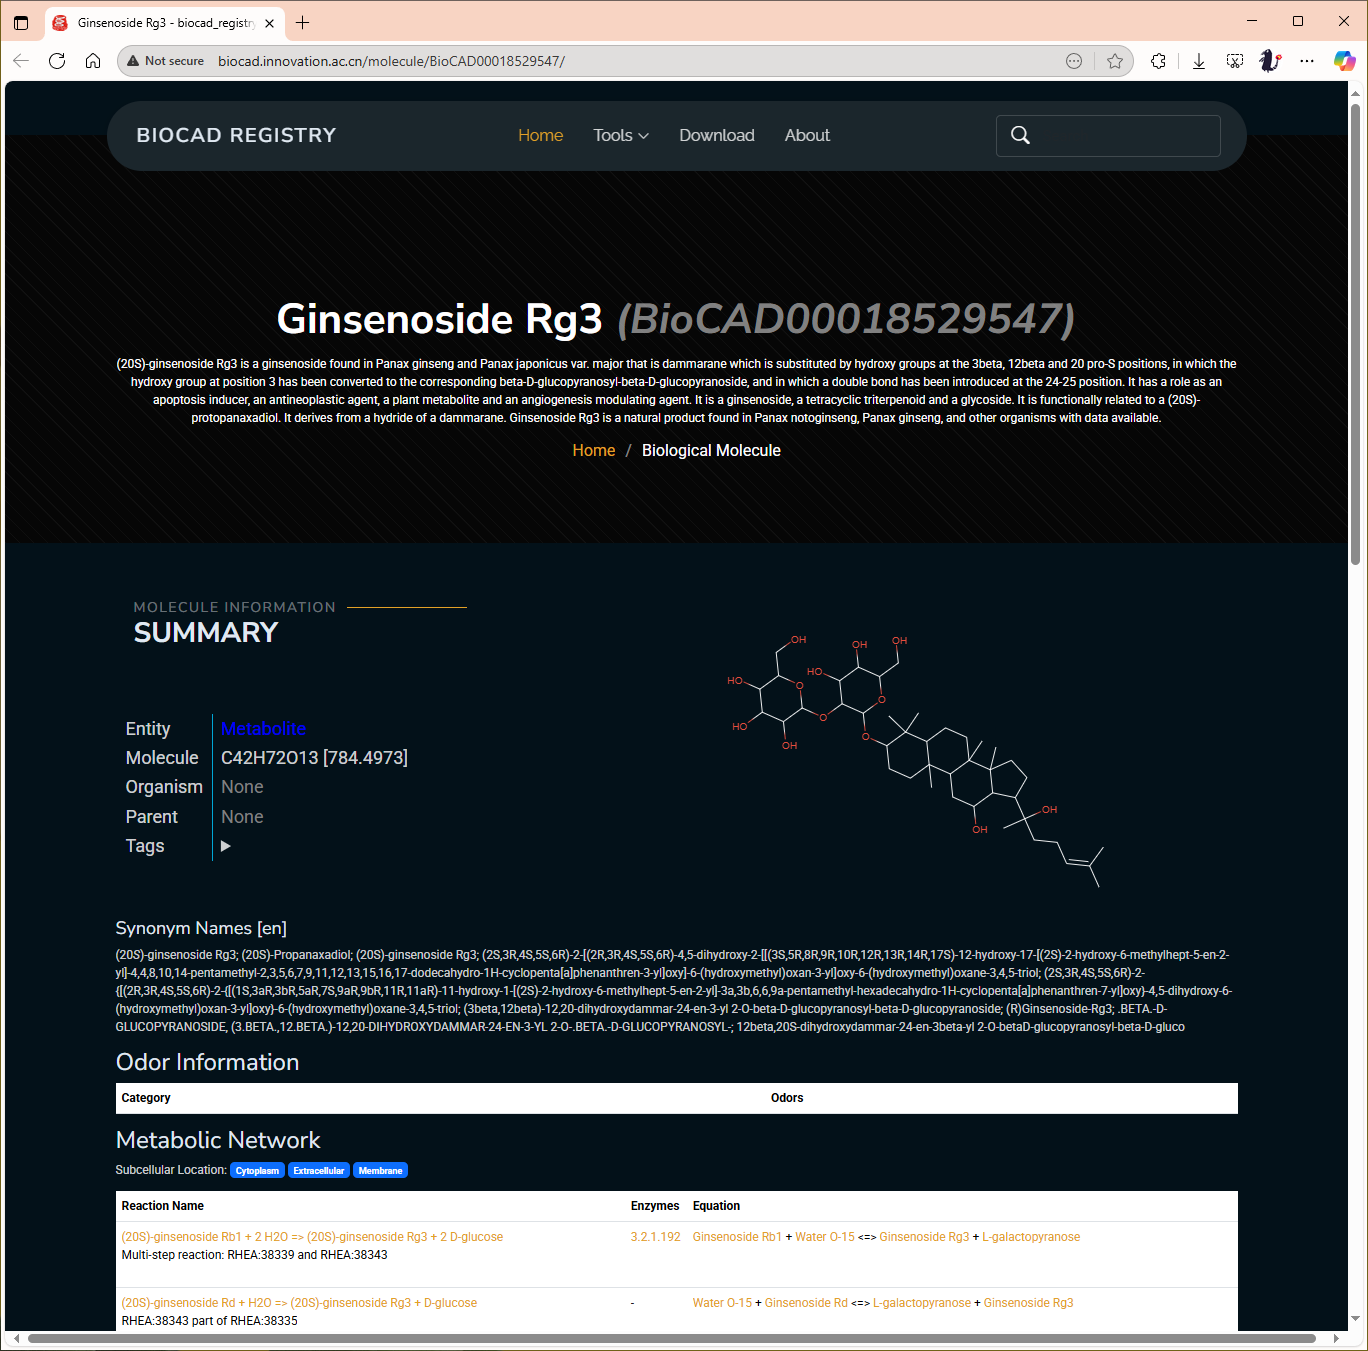 Ginsenoside Rg3 - biocad_registry
Not secure biocad.innovation.ac.cn/molecule/BioCAD00018529547/
BIOCAD REGISTRY Home Tools Download About
Ginsenoside Rg3 (BioCAD00018529547)
(20S)-ginsenoside Rg3 is a ginsenoside found in Panax ginseng and Panax japonicus var. major that is dammarane which is substituted by hydroxy groups at the 3beta, 12beta and 20 pro-S positions, in which the
hydroxy group at position 3 has been converted to the corresponding beta-D-glucopyranosyl-beta-D-glucopyranoside, and in which a double bond has been introduced at the 24-25 position. It has a role as an
apoptosis inducer, an antineoplastic agent, a plant metabolite and an angiogenesis modulating agent. It is a ginsenoside, a tetracyclic triterpenoid and a glycoside. It is functionally related to a (20S)-
protopanaxadiol. It derives from a hydride of a dammarane. Ginsenoside Rg3 is a natural product found in Panax notoginseng, Panax ginseng, and other organisms with data available.
Home / Biological Molecule
MOLECULE INFORMATION
SUMMARY
OH
OH
OH
HO
HO
O
O
HO
O
OH
O
OH
OH
Entity Metabolite
Molecule C42H72O13 [784.4973]
Organism None
Parent None
Tags
Synonym Names [en]
(20S)-ginsenoside Rg3; (20S)-Propanaxadiol; (20S)-ginsenoside Rg3; (2S,3R,4S,5S,6R)-2-[(2R,3R,4S,5S,6R)-4,5-dihydroxy-2-[[(3S,5R,8R,9R,10R,12R,13R,14R,17S)-12-hydroxy-17-[(2S)-2-hydroxy-6-methylhept-5-en-2-
yl]-4,4,8,10,14-pentamethyl-2,3,5,6,7,9,11,12,13,15,16,17-dodecahydro-1H-cyclopenta[a]phenanthren-3-yl]oxy]-6-(hydroxymethyl)oxan-3-yl]oxy-6-(hydroxymethyl)oxane-3,4,5-triol; (2S,3R,4S,5S,6R)-2-
{[(2R,3R,4S,5S,6R)-2-{[(1S,3aR,3bR,5aR,7S,9aR,9bR,11R,11aR)-11-hydroxy-1-[(2S)-2-hydroxy-6-methylhept-5-en-2-yl]-3a,3b,6,6,9a-pentamethyl-hexadecahydro-1H-cyclopenta[a]phenanthren-7-yl]oxy}-4,5-dihydroxy-6-
(hydroxymethyl)oxan-3-yl]oxy}-6-(hydroxymethyl)oxane-3,4,5-triol; (3beta,12beta)-12,20-dihydroxydammar-24-en-3-yl 2-O-beta-D-glucopyranosyl-beta-D-glucopyranoside; (R)Ginsenoside-Rg3; .BETA.-D-
GLUCOPYRANOSIDE, (3.BETA.,12.BETA.)-12,20-DIHYDROXYDAMMAR-24-EN-3-YL 2-O-.BETA.-D-GLUCOPYRANOSYL-; 12beta,20S-dihydroxydammar-24-en-3beta-yl 2-O-betaD-glucopyranosyl-beta-D-gluco
Odor Information
Category Odors
Metabolic Network
Subcellular Location: Cytoplasm Extracellular Membrane
Reaction Name Enzymes Equation
(20S)-ginsenoside Rb1 + 2 H2O => (20S)-ginsenoside Rg3 + 2 D-glucose 3.2.1.192 Ginsenoside Rb1 + Water O-15 <=> Ginsenoside Rg3 + L-galactopyranose
Multi-step reaction: RHEA:38339 and RHEA:38343
(20S)-ginsenoside Rd + H2O => (20S)-ginsenoside Rg3 + D-glucose - Water O-15 + Ginsenoside Rd <=> L-galactopyranose + Ginsenoside Rg3
RHEA:38343 part of RHEA:38335